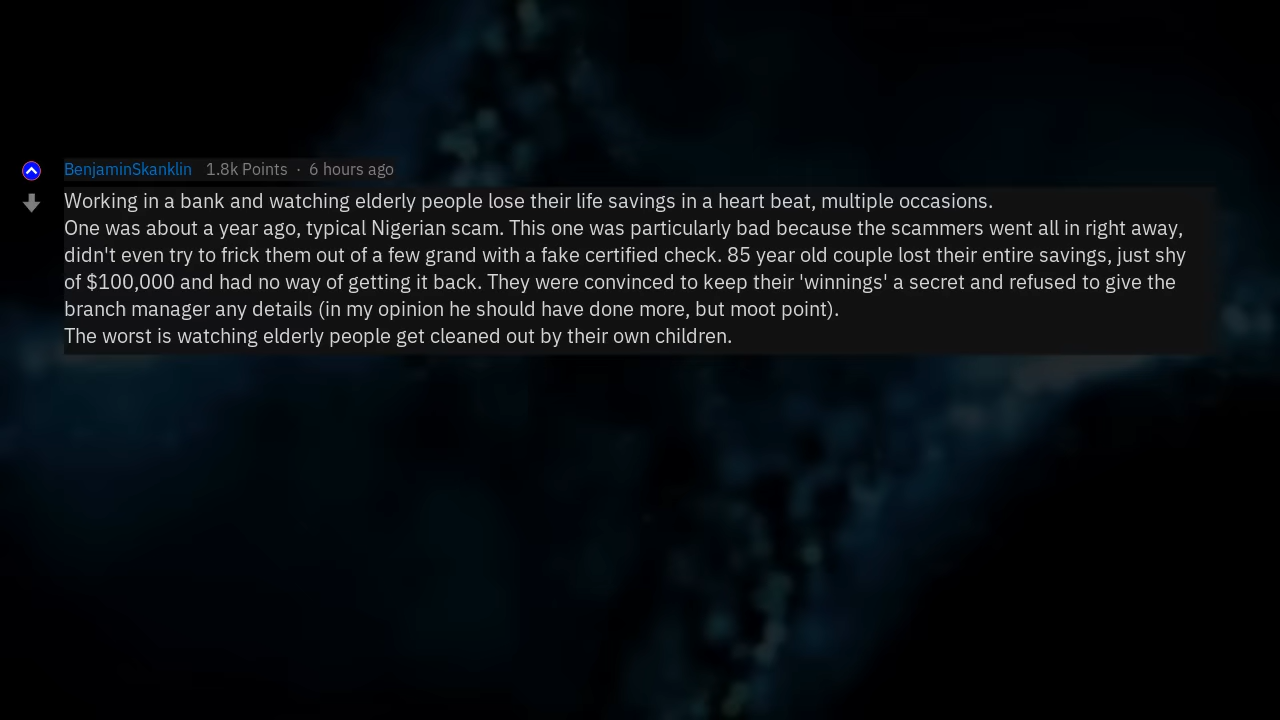 BenjaminSkanklin 1.8k Points · 6 hours ago
Working in a bank and watching elderly people lose their life savings in a heart beat, multiple occasions.
One was about a year ago, typical Nigerian scam. This one was particularly bad because the scammers went all in right away,
didn't even try to frick them out of a few grand with a fake certified check. 85 year old couple lost their entire savings, just shy
of $100,000 and had no way of getting it back. They were convinced to keep their 'winnings' a secret and refused to give the
branch manager any details (in my opinion he should have done more, but moot point).
The worst is watching elderly people get cleaned out by their own children.